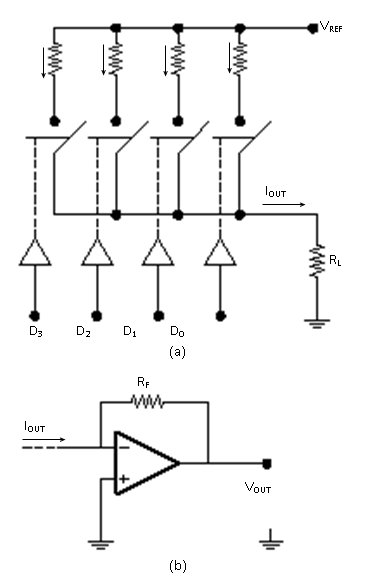 VREF
IOUT
RL
D3 D2 D1 D0
(a)
RF
IOUT
−
+
VOUT
(b)